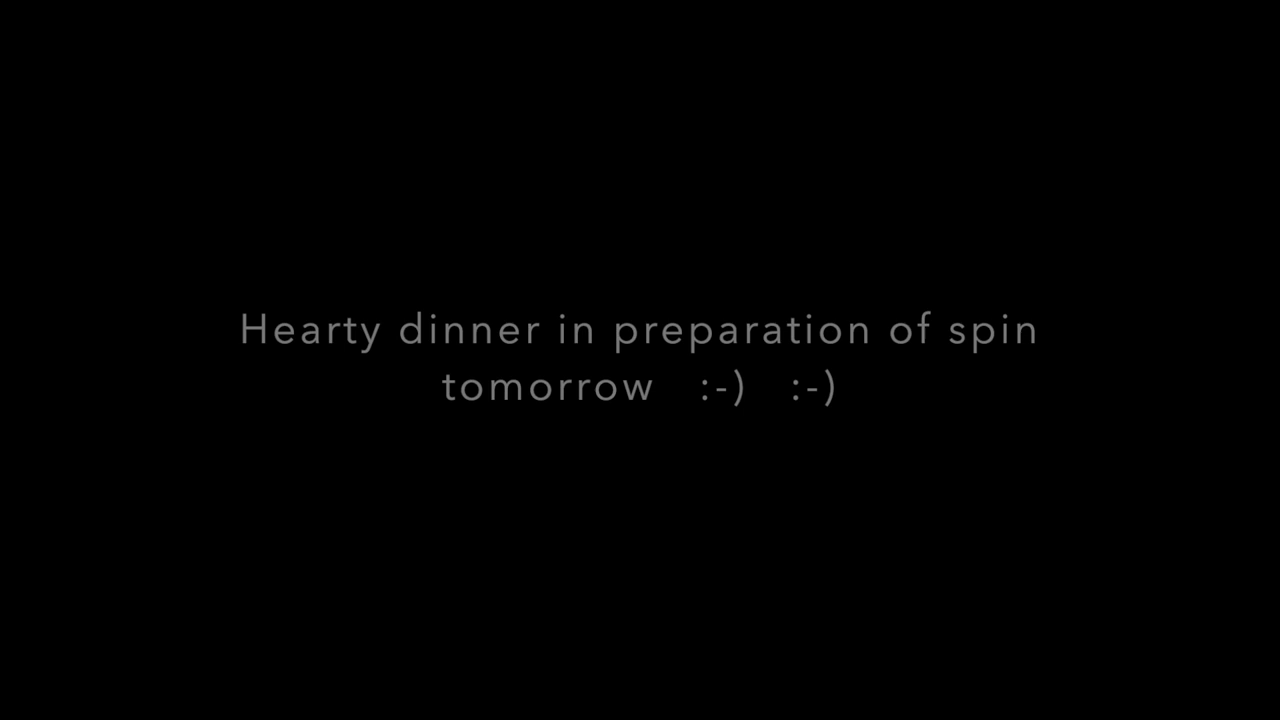 Hearty dinner in preparation of spin
tomorrow :-) :-)